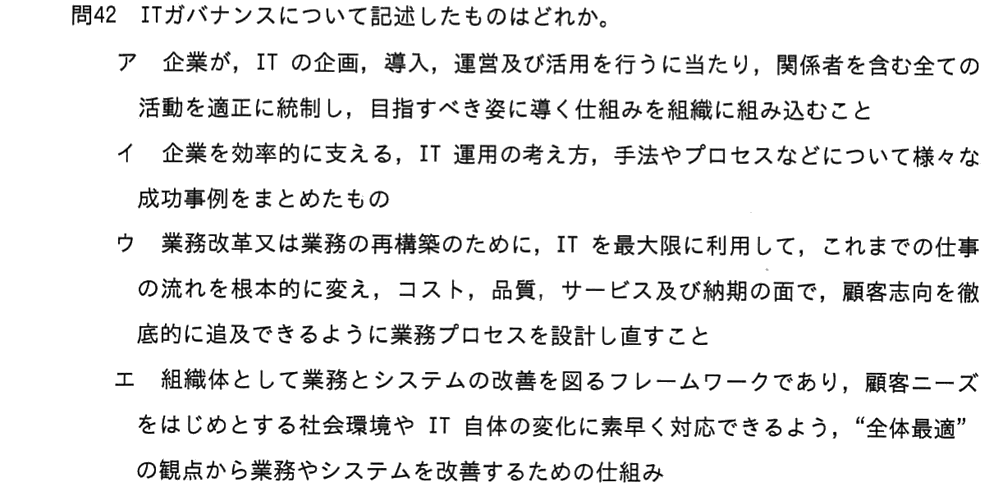 問42 ITガバナンスについて記述したものはどれか。
ア 企業が，IT の企画，導入，運営及び活用を行うに当たり，関係者を含む全ての
活動を適正に統制し，目指すべき姿に導く仕組みを組織に組み込むこと
イ 企業を効率的に支える，IT 運用の考え方，手法やプロセスなどについて様々な
成功事例をまとめたもの
ウ 業務改革又は業務の再構築のために，IT を最大限に利用して，これまでの仕事
の流れを根本的に変え，コスト，品質，サービス及び納期の面で，顧客志向を徹
底的に追及できるように業務プロセスを設計し直すこと
エ 組織体として業務とシステムの改善を図るフレームワークであり，顧客ニーズ
をはじめとする社会環境や IT 自体の変化に素早く対応できるよう，“全体最適”
の観点から業務やシステムを改善するための仕組み